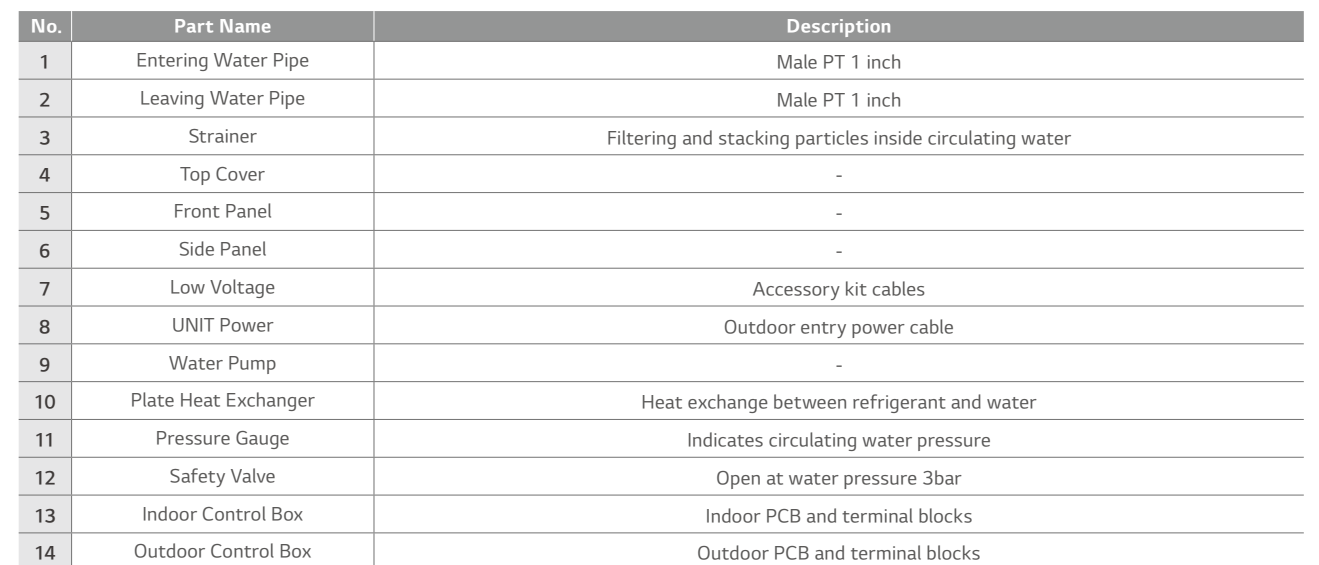 No. Part Name Description
1 Entering Water Pipe Male PT 1 inch
2 Leaving Water Pipe Male PT 1 inch
3 Strainer Filtering and stacking particles inside circulating water
4 Top Cover -
5 Front Panel -
6 Side Panel -
7 Low Voltage Accessory kit cables
8 UNIT Power Outdoor entry power cable
9 Water Pump -
10 Plate Heat Exchanger Heat exchange between refrigerant and water
11 Pressure Gauge Indicates circulating water pressure
12 Safety Valve Open at water pressure 3bar
13 Indoor Control Box Indoor PCB and terminal blocks
14 Outdoor Control Box Outdoor PCB and terminal blocks